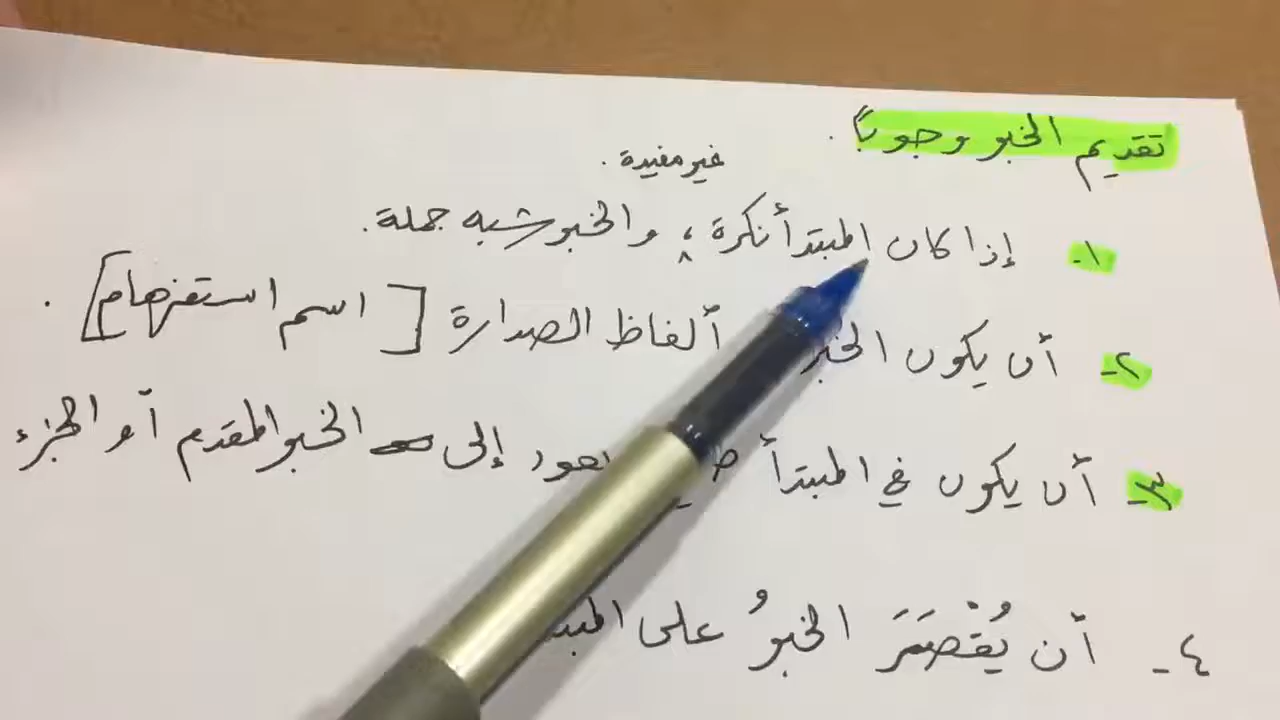 تقديم الخبر وجوباً.
غير مفيدة.
١- إذا كان المبتدأ نكرة ؛ والخبر شبه جملة.
٢- أن يكون الخبر ألفاظ الصدارة [ اسم استفهام ] .
٣- أن يكون في المبتدأ يعود إلى الخبر المقدم أو الجزء
٤- أن يُقْصَرَ الخبرُ على